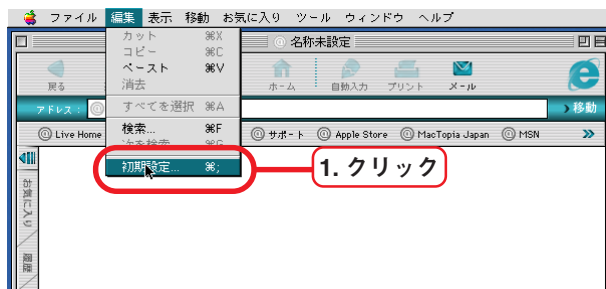 ファイル 編集 表示 移動 お気に入り ツール ウィンドウ ヘルプ
名称未設定
カット ⌘X
コピー ⌘C
ペースト ⌘V
消去
すべてを選択 ⌘A
検索... ⌘F
次を検索 ⌘G
初期設定... ⌘;
戻る
ホーム 自動入力 プリント メール
アドレス: 移動
Live Home サポート Apple Store MacTopia Japan MSN
お気に入り
履歴
1. クリック